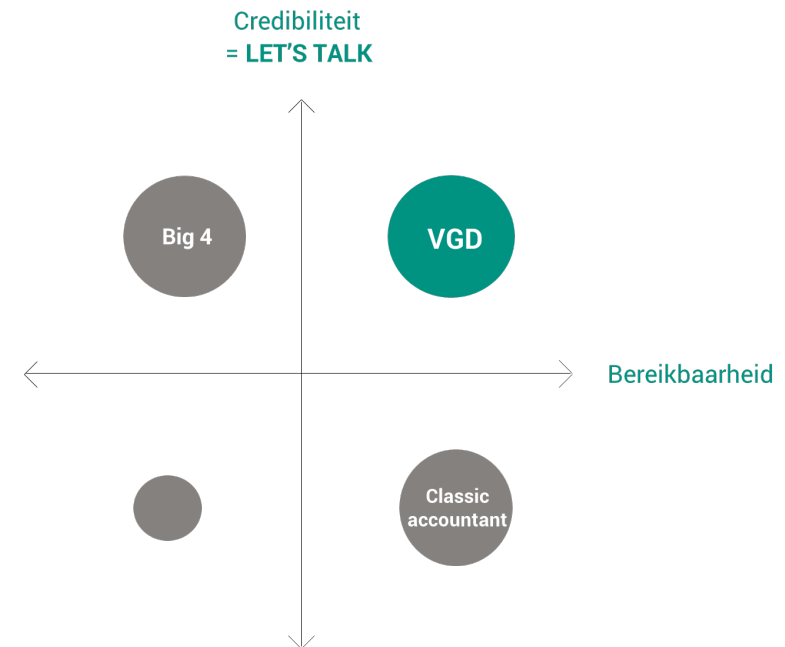 Credibiliteit
= LET'S TALK
Big 4
VGD
Bereikbaarheid
Classic
accountant